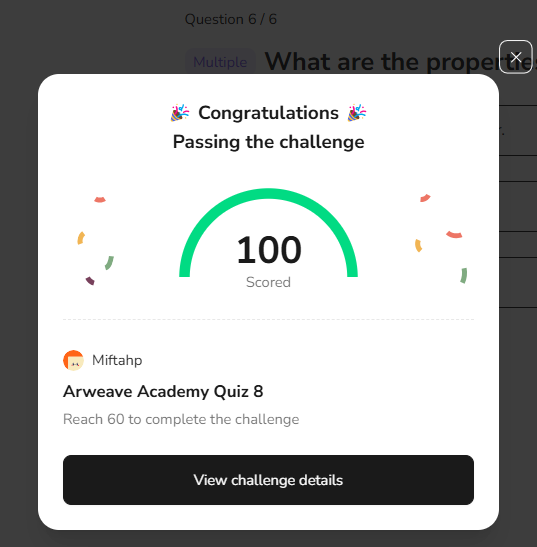 Question 6 / 6
Multiple What are the properties
🎉 Congratulations 🎉
Passing the challenge
100
Scored
Miftahp
Arweave Academy Quiz 8
Reach 60 to complete the challenge
View challenge details